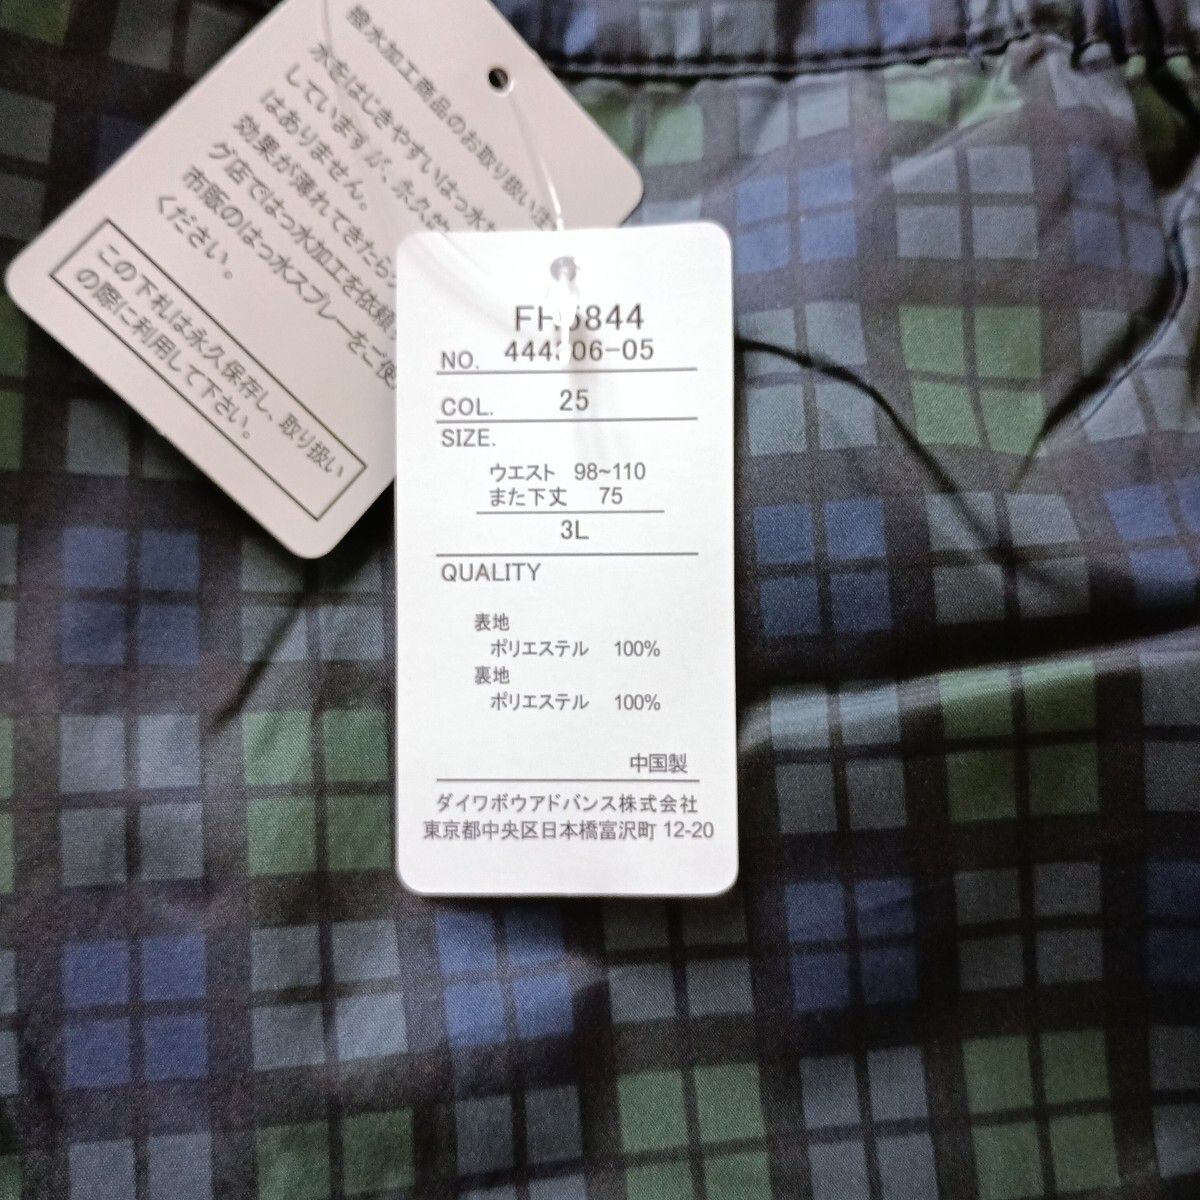 撥水加工商品のお取り扱い注
水をはじきやすいはっ水
していますが、永久
はありません。
効果が薄れてきたら
グ店ではっ水加工を依頼
市販のはっ水スプレーをご使
ください。
この下札は永久保存し、取り扱い
の際に利用して下さい。
NO.
COL. 25
SIZE.
ウエスト 98~110
また下丈 75
3L
QUALITY
表地
ポリエステル 100%
裏地
ポリエステル 100%
中国製
ダイワボウアドバンス株式会社
東京都中央区日本橋富沢町 12-20